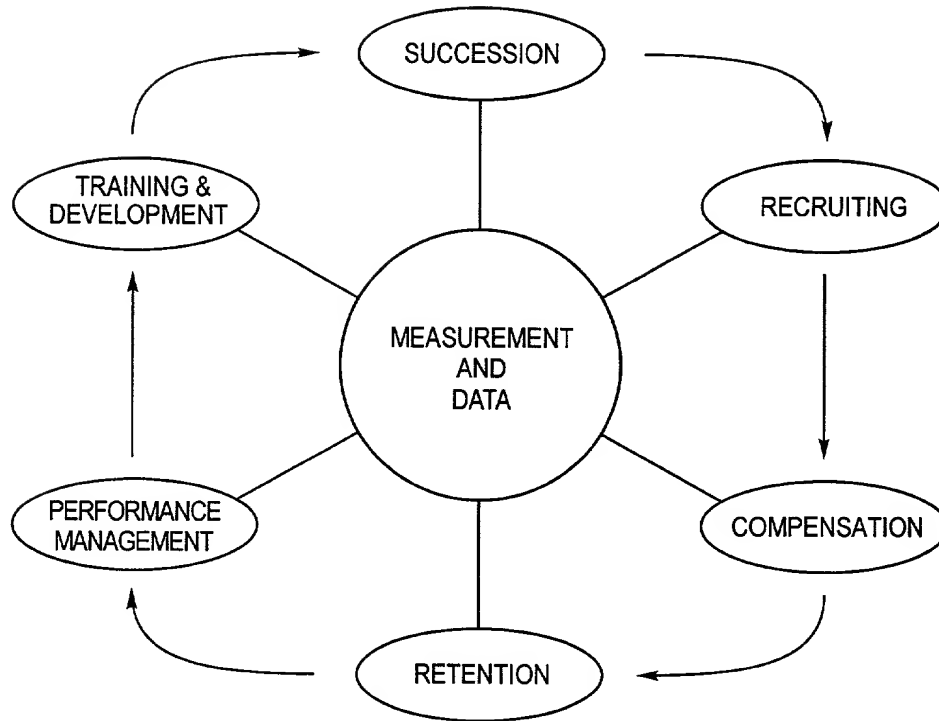 SUCCESSION
RECRUITING
COMPENSATION
RETENTION
PERFORMANCE
MANAGEMENT
TRAINING &
DEVELOPMENT
MEASUREMENT
AND
DATA